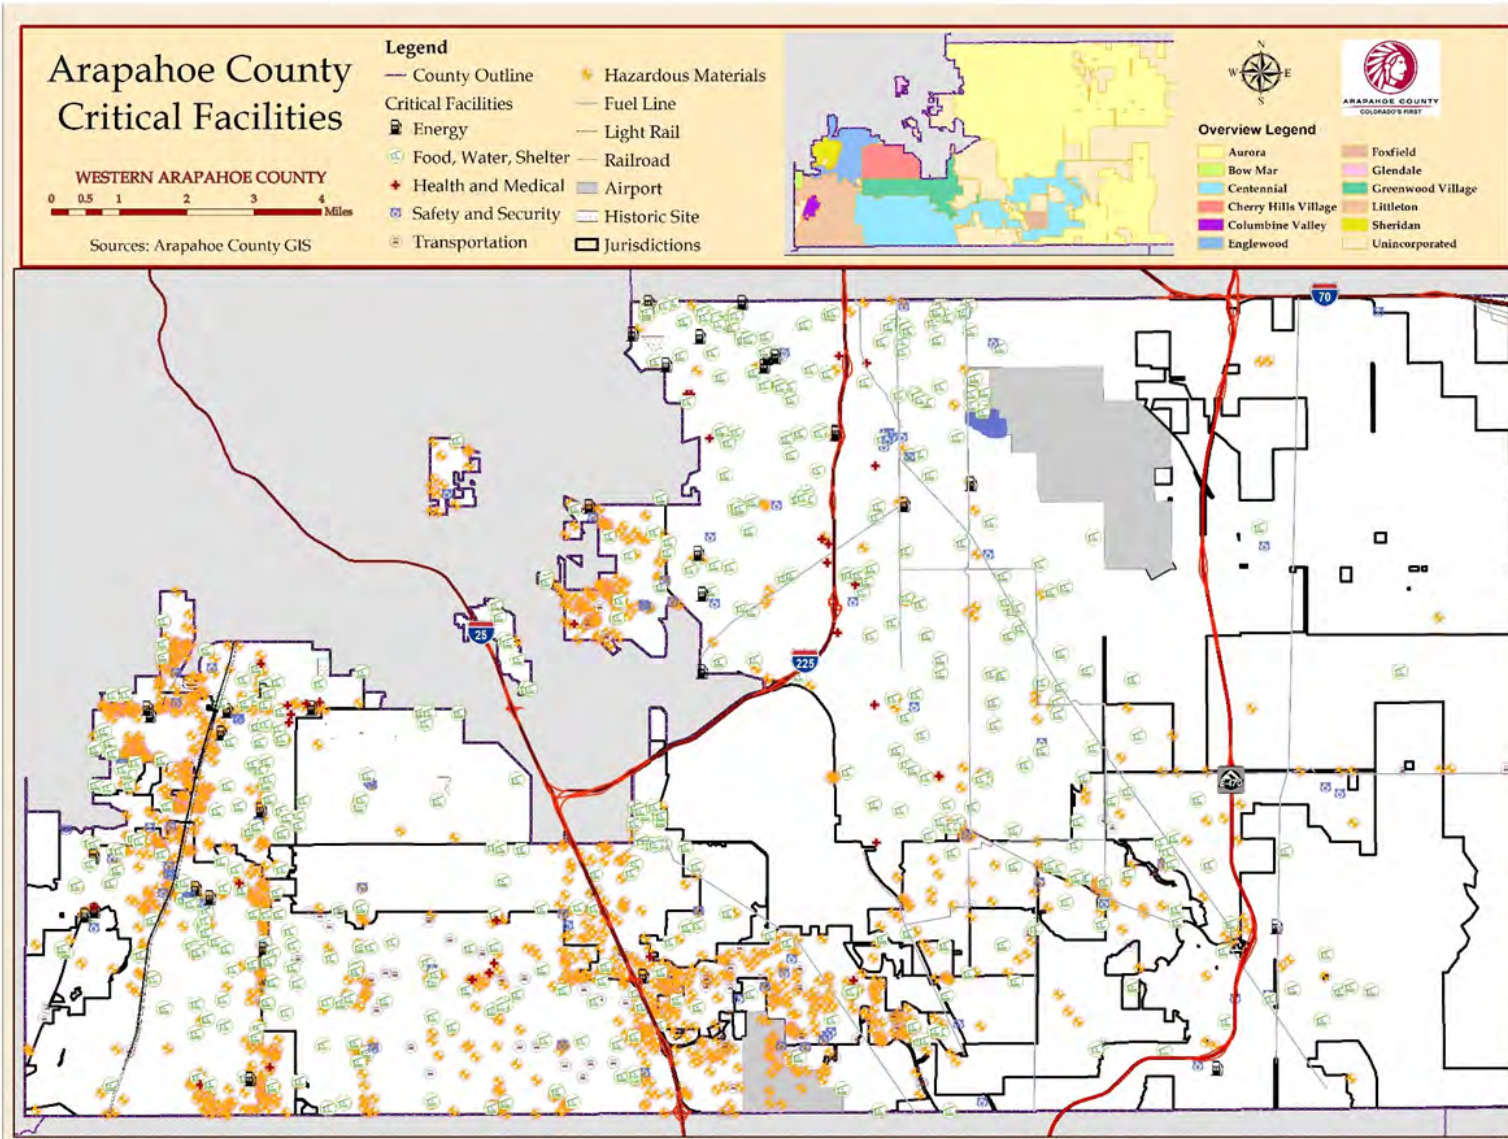 Arapahoe County
Critical Facilities
WESTERN ARAPAHOE COUNTY
0 0.5 1 2 3 4
Miles
Sources: Arapahoe County GIS
Legend
County Outline
Critical Facilities
Energy
Food, Water, Shelter
Health and Medical
Safety and Security
Transportation
Hazardous Materials
Fuel Line
Light Rail
Railroad
Airport
Historic Site
Jurisdictions
N
W E
S
ARAPAHOE COUNTY
COLORADO'S FIRST
Overview Legend
Aurora
Bow Mar
Centennial
Cherry Hills Village
Columbine Valley
Englewood
Foxfield
Glendale
Greenwood Village
Littleton
Sheridan
Unincorporated
70
25
225